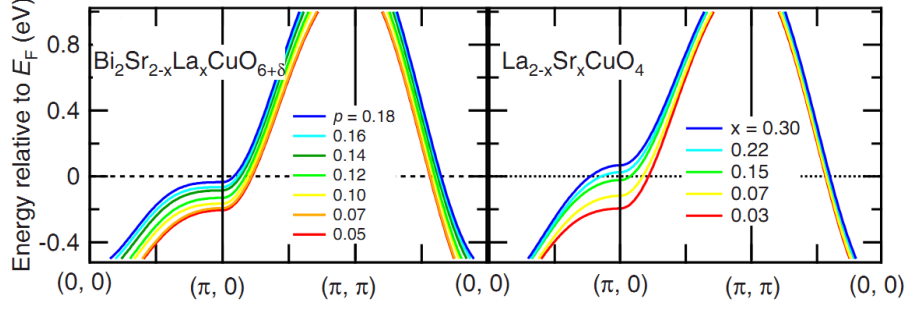 Energy relative to E_F (eV)
0.8
0.4
0
-0.4
Bi₂Sr₂₋ₓLaₓCuO₆₊δ
p = 0.18
0.16
0.14
0.12
0.10
0.07
0.05
La₂₋ₓSrₓCuO₄
x = 0.30
0.22
0.15
0.07
0.03
(0, 0)
(π, 0)
(π, π)
(0, 0)
(π, 0)
(π, π)
(0, 0)